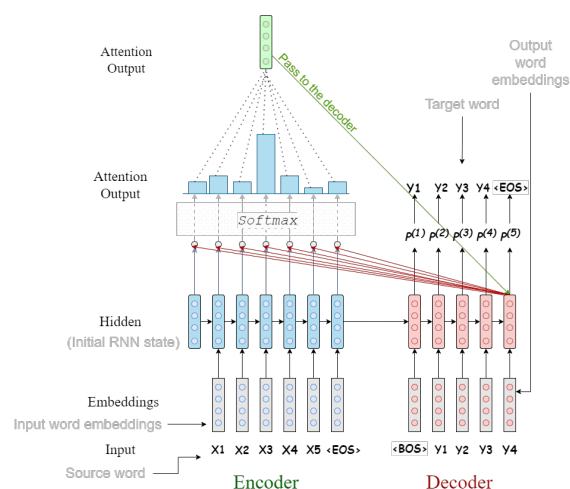 Attention
Output
Output
word
embeddings
Pass to the decoder
Target word
Attention
Output
y1 y2 y3 y4 <EOS>
Softmax
p(1) p(2) p(3) p(4) p(5)
Hidden
(Initial RNN state)
Embeddings
Input word embeddings
Input
X1 X2 X3 X4 X5 <EOS>
<BOS> y1 y2 y3 y4
Source word
Encoder
Decoder